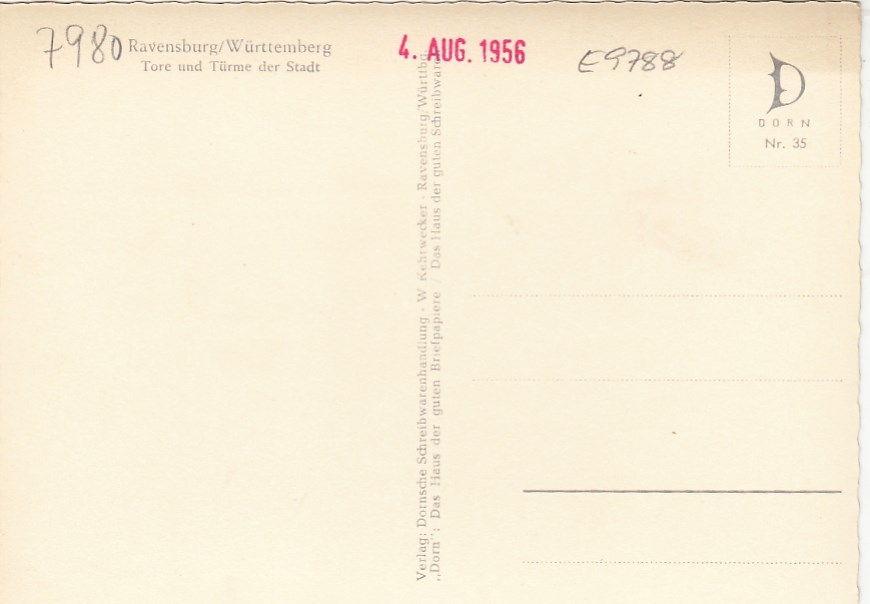 7980
Ravensburg/Württemberg
Tore und Türme der Stadt
4. AUG. 1956
E9788
D
DORN
Nr. 35
Verlag: Dornsche Schreibwarenhandlung - W Kehrwecker - Ravensburg/Württbg.
„Dorn“: Das Haus der guten Briefpapiere / Das Haus der guten Schreibware